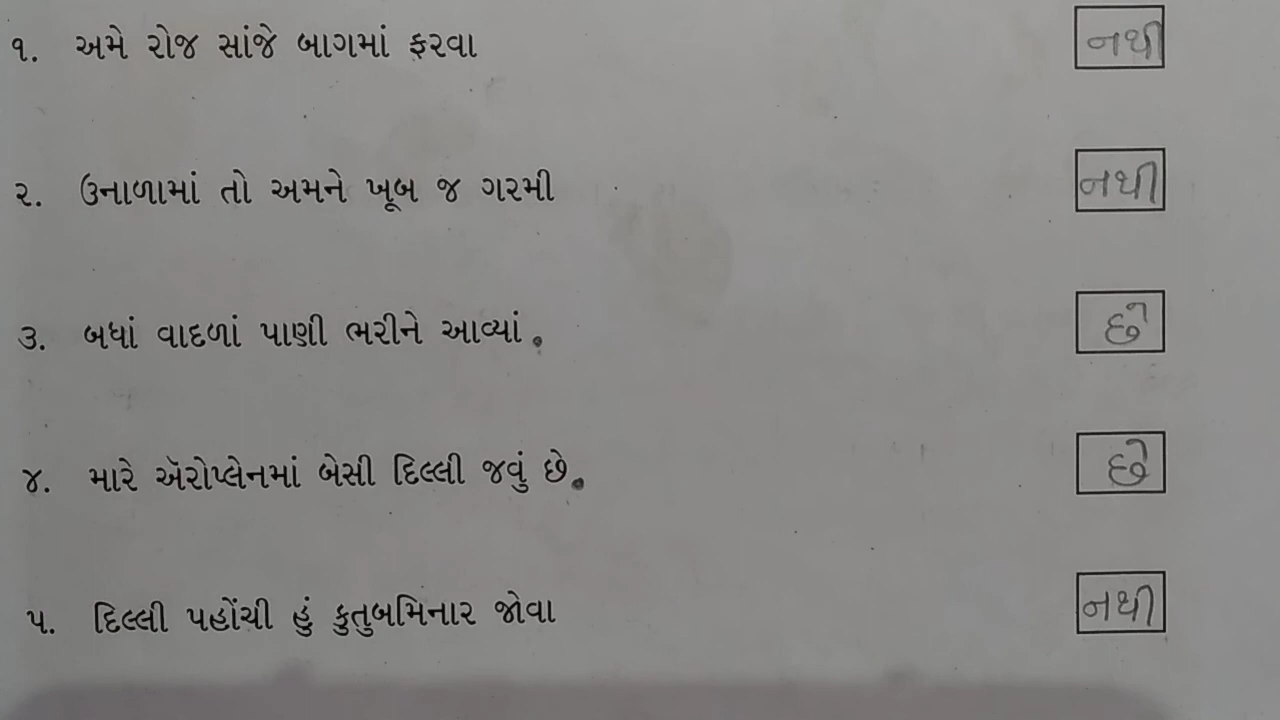 ૧. અમે રોજ સાંજે બાગમાં ફરવા નથી
૨. ઉનાળામાં તો અમને ખૂબ જ ગરમી નથી
૩. બધાં વાદળાં પાણી ભરીને આવ્યાં. છે
૪. મારે ઍરોપ્લેનમાં બેસી દિલ્લી જવું છે. છે
૫. દિલ્લી પહોંચી હું કુતુબમિનાર જોવા નથી